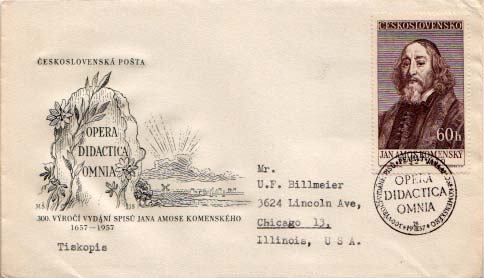 ČESKOSLOVENSKÁ POŠTA
OPERA
DIDACTICA
OMNIA
300. VÝROČÍ VYDÁNÍ SPISŮ JANA AMOSE KOMENSKÉHO
1657-1957
Tiskopis
ČESKOSLOVENSKO
60h
JAN AMOS KOMENSKÝ
OPERA
DIDACTICA
OMNIA
Mr.
U.F. Billmeier
3624 Lincoln Ave,
Chicago 13,
Illinois, U S A.